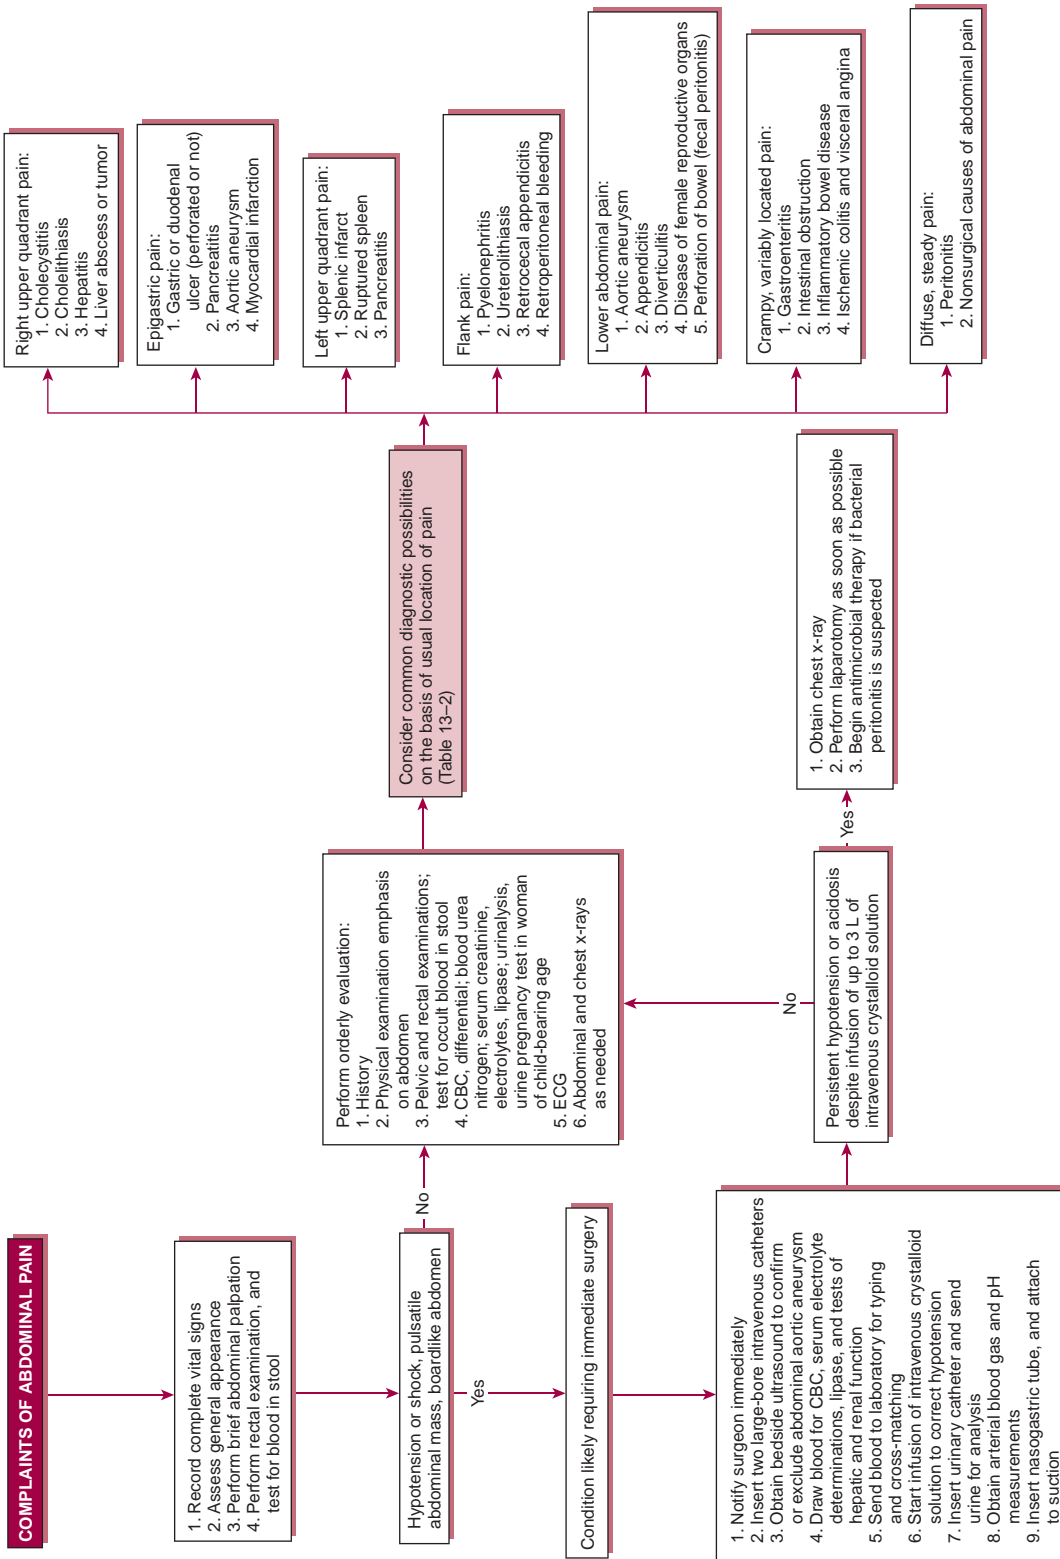 COMPLAINTS OF ABDOMINAL PAIN
1. Record complete vital signs
2. Assess general appearance
3. Perform brief abdominal palpation
4. Perform rectal examination, and
test for blood in stool
Hypotension or shock, pulsatile
abdominal mass, boardlike abdomen
No
Yes
Condition likely requiring immediate surgery
1. Notify surgeon immediately
2. Insert two large-bore intravenous catheters
3. Obtain bedside ultrasound to confirm
or exclude abdominal aortic aneurysm
4. Draw blood for CBC, serum electrolyte
determinations, lipase, and tests of
hepatic and renal function
5. Send blood to laboratory for typing
and cross-matching
6. Start infusion of intravenous crystalloid
solution to correct hypotension
7. Insert urinary catheter and send
urine for analysis
8. Obtain arterial blood gas and pH
measurements
9. Insert nasogastric tube, and attach
to suction
Perform orderly evaluation:
1. History
2. Physical examination emphasis
on abdomen
3. Pelvic and rectal examinations;
test for occult blood in stool
4. CBC, differential; blood urea
nitrogen; serum creatinine,
electrolytes, lipase; urinalysis,
urine pregnancy test in woman
of child-bearing age
5. ECG
6. Abdominal and chest x-rays
as needed
No
Persistent hypotension or acidosis
despite infusion of up to 3 L of
intravenous crystalloid solution
Yes
1. Obtain chest x-ray
2. Perform laparotomy as soon as possible
3. Begin antimicrobial therapy if bacterial
peritonitis is suspected
Consider common diagnostic possibilities
on the basis of usual location of pain
(Table 13–2)
Right upper quadrant pain:
1. Cholecystitis
2. Cholelithiasis
3. Hepatitis
4. Liver abscess or tumor
Epigastric pain:
1. Gastric or duodenal
ulcer (perforated or not)
2. Pancreatitis
3. Aortic aneurysm
4. Myocardial infarction
Left upper quadrant pain:
1. Splenic infarct
2. Ruptured spleen
3. Pancreatitis
Flank pain:
1. Pyelonephritis
2. Ureterolithiasis
3. Retrocecal appendicitis
4. Retroperitoneal bleeding
Lower abdominal pain:
1. Aortic aneurysm
2. Appendicitis
3. Diverticulitis
4. Disease of female reproductive organs
5. Perforation of bowel (fecal peritonitis)
Crampy, variably located pain:
1. Gastroenteritis
2. Intestinal obstruction
3. Inflammatory bowel disease
4. Ischemic colitis and visceral angina
Diffuse, steady pain:
1. Peritonitis
2. Nonsurgical causes of abdominal pain